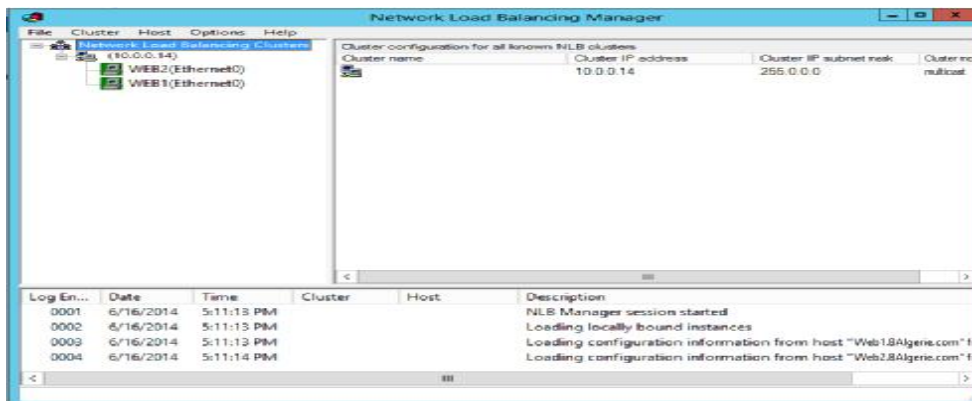 Network Load Balancing Manager
File Cluster Host Options Help
Network Load Balancing Clusters
(10.0.0.14)
WEB2(Ethernet0)
WEB1(Ethernet0)
Cluster configuration for all known NLB clusters
Cluster name Cluster IP address Cluster IP subnet mask Cluster mo
10.0.0.14 255.0.0.0 multicast
Log En... Date Time Cluster Host Description
0001 6/16/2014 5:11:13 PM NLB Manager session started
0002 6/16/2014 5:11:13 PM Loading locally bound instances
0003 6/16/2014 5:11:13 PM Loading configuration information from host "Web1.8Algerie.com" f
0004 6/16/2014 5:11:14 PM Loading configuration information from host "Web2.8Algerie.com" f